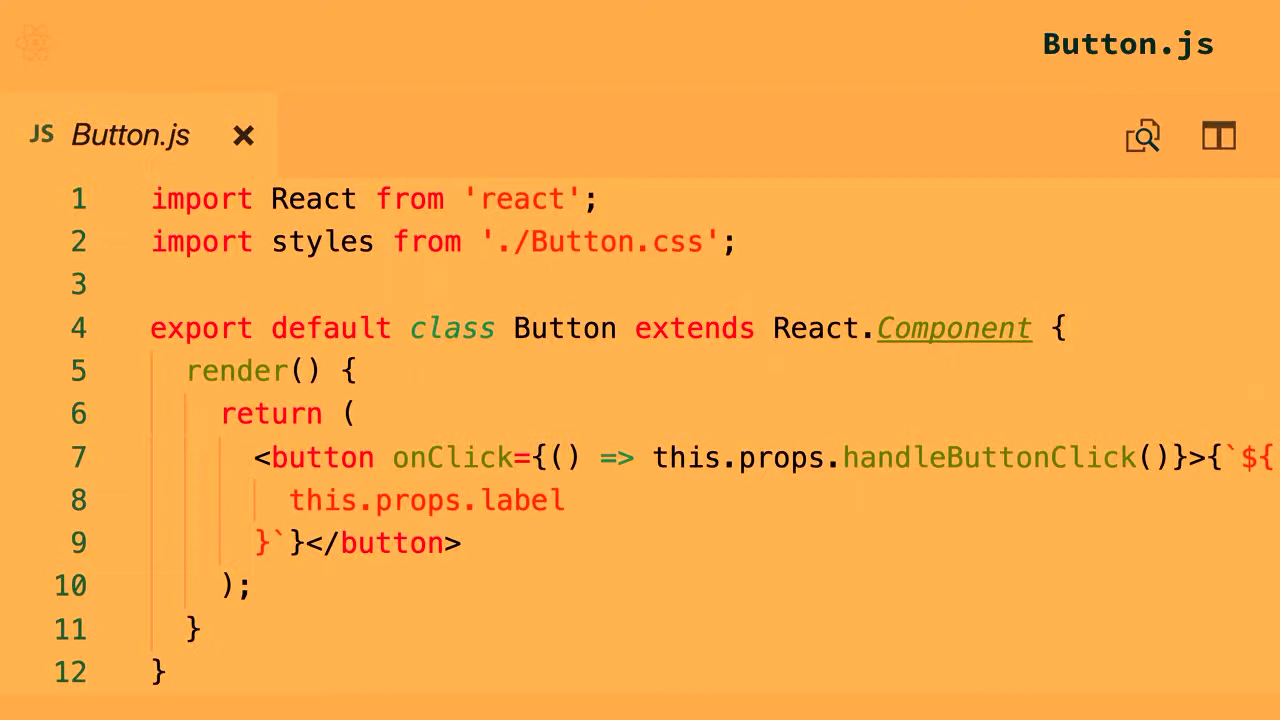 Button.js
JS Button.js
1 import React from 'react';
2 import styles from './Button.css';
3
4 export default class Button extends React.Component {
5   render() {
6     return (
7       <button onClick={() => this.props.handleButtonClick()}>{`${
8         this.props.label
9       }`}</button>
10     );
11   }
12 }